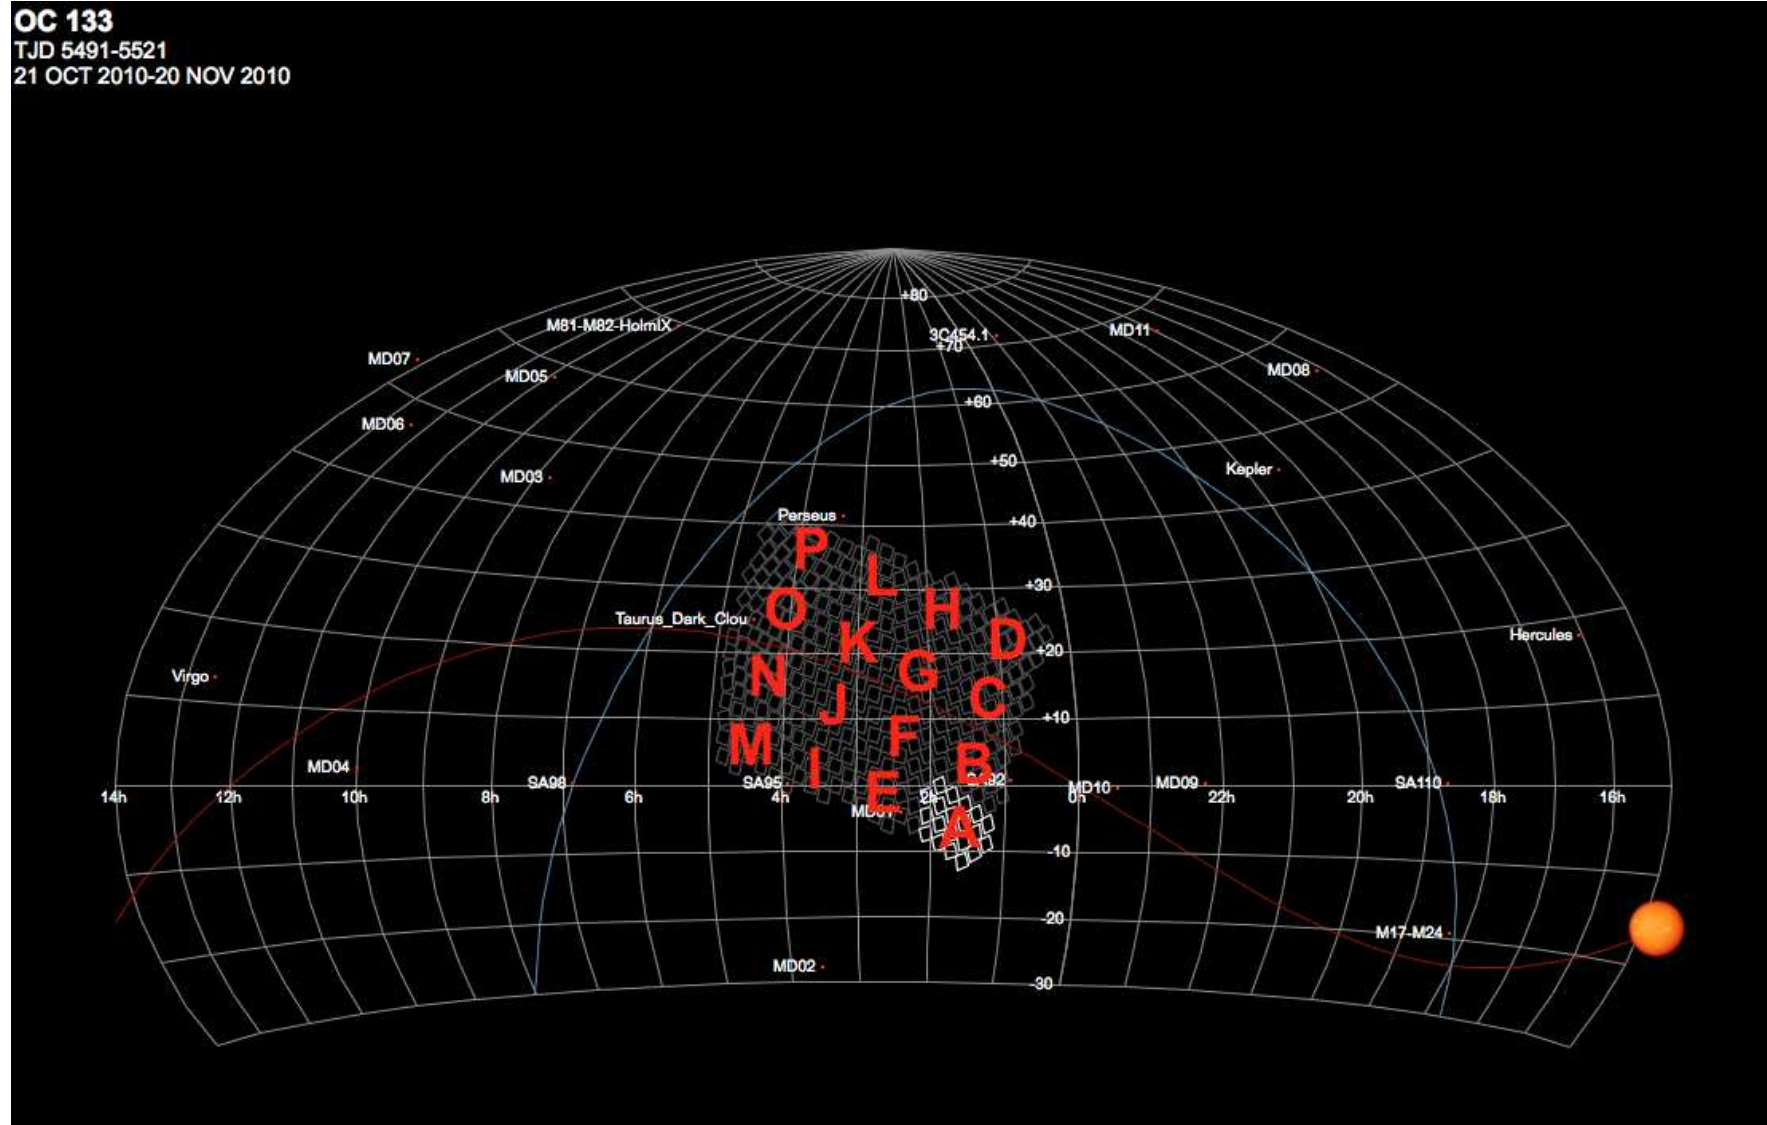 OC 133
TJD 5491-5521
21 OCT 2010-20 NOV 2010
+80
M81-M82-HolmIX
3C454.1
MD11
+70
MD07
MD05
MD08
+60
MD06
+50
Kepler
MD03
Perseus
+40
P
L
+30
O
H
Taurus_Dark_Clou
K
D
Hercules
+20
N
G
Virgo
J
C
+10
M
F
I
B
MD04
SA98
SA95
SA92
MD10
MD09
SA110
14h
12h
10h
8h
6h
4h
E
2h
0h
22h
20h
18h
16h
MD01
A
-10
-20
M17-M24
MD02
-30